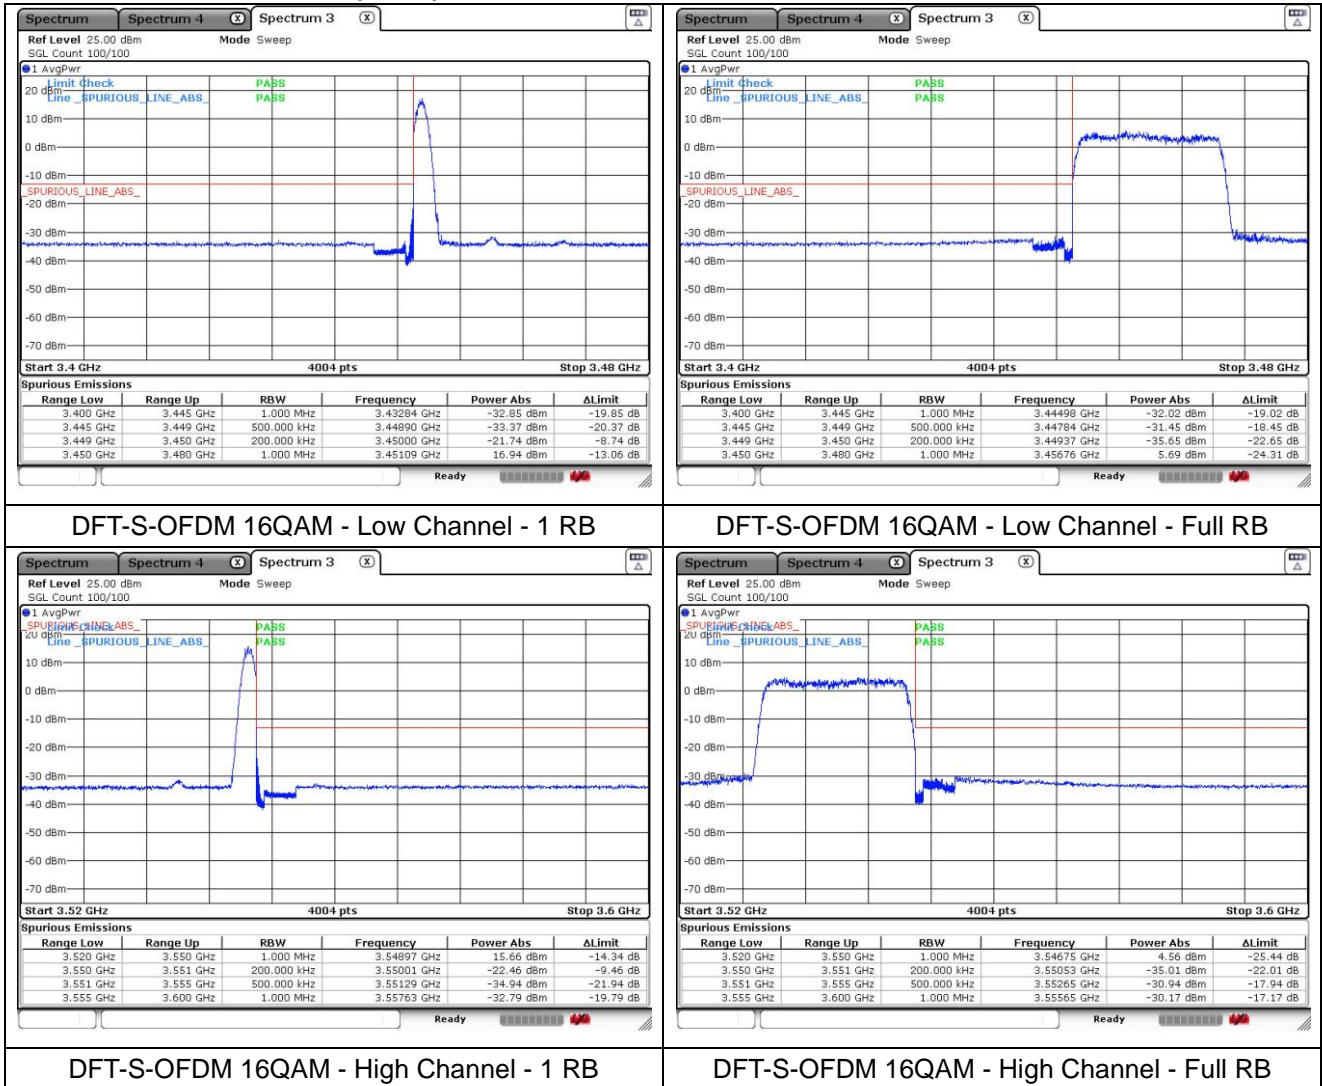 Spectrum Spectrum 4 X Spectrum 3 X
Ref Level 25.00 dBm Mode Sweep
SGL Count 100/100
1 AvgPwr
Limit Check PASS
20 dBm
Line _SPURIOUS_LINE_ABS_ PASS
10 dBm
0 dBm
-10 dBm
_SPURIOUS_LINE_ABS_
-20 dBm
-30 dBm
-40 dBm
-50 dBm
-60 dBm
-70 dBm
Start 3.4 GHz 4004 pts Stop 3.48 GHz
Spurious Emissions
Range Low Range Up RBW Frequency Power Abs ΔLimit
3.400 GHz 3.445 GHz 1.000 MHz 3.43284 GHz -32.85 dBm -19.85 dB
3.445 GHz 3.449 GHz 500.000 kHz 3.44890 GHz -33.37 dBm -20.37 dB
3.449 GHz 3.450 GHz 200.000 kHz 3.45000 GHz -21.74 dBm -8.74 dB
3.450 GHz 3.480 GHz 1.000 MHz 3.45109 GHz 16.94 dBm -13.06 dB
Ready
DFT-S-OFDM 16QAM - Low Channel - 1 RB
Spectrum Spectrum 4 X Spectrum 3 X
Ref Level 25.00 dBm Mode Sweep
SGL Count 100/100
1 AvgPwr
Limit Check PASS
20 dBm
Line _SPURIOUS_LINE_ABS_ PASS
10 dBm
0 dBm
-10 dBm
_SPURIOUS_LINE_ABS_
-20 dBm
-30 dBm
-40 dBm
-50 dBm
-60 dBm
-70 dBm
Start 3.4 GHz 4004 pts Stop 3.48 GHz
Spurious Emissions
Range Low Range Up RBW Frequency Power Abs ΔLimit
3.400 GHz 3.445 GHz 1.000 MHz 3.44498 GHz -32.02 dBm -19.02 dB
3.445 GHz 3.449 GHz 500.000 kHz 3.44784 GHz -31.45 dBm -18.45 dB
3.449 GHz 3.450 GHz 200.000 kHz 3.44937 GHz -35.65 dBm -22.65 dB
3.450 GHz 3.480 GHz 1.000 MHz 3.45676 GHz 5.69 dBm -24.31 dB
Ready
DFT-S-OFDM 16QAM - Low Channel - Full RB
Spectrum Spectrum 4 X Spectrum 3 X
Ref Level 25.00 dBm Mode Sweep
SGL Count 100/100
1 AvgPwr
_SPURIOUS_LINE_ABS_
Limit Check PASS
20 dBm
Line _SPURIOUS_LINE_ABS_ PASS
10 dBm
0 dBm
-10 dBm
-20 dBm
-30 dBm
-40 dBm
-50 dBm
-60 dBm
-70 dBm
Start 3.52 GHz 4004 pts Stop 3.6 GHz
Spurious Emissions
Range Low Range Up RBW Frequency Power Abs ΔLimit
3.520 GHz 3.550 GHz 1.000 MHz 3.54897 GHz 15.66 dBm -14.34 dB
3.550 GHz 3.551 GHz 200.000 kHz 3.55001 GHz -22.46 dBm -9.46 dB
3.551 GHz 3.555 GHz 500.000 kHz 3.55129 GHz -34.94 dBm -21.94 dB
3.555 GHz 3.600 GHz 1.000 MHz 3.55763 GHz -32.79 dBm -19.79 dB
Ready
DFT-S-OFDM 16QAM - High Channel - 1 RB
Spectrum Spectrum 4 X Spectrum 3 X
Ref Level 25.00 dBm Mode Sweep
SGL Count 100/100
1 AvgPwr
_SPURIOUS_LINE_ABS_
Limit Check PASS
20 dBm
Line _SPURIOUS_LINE_ABS_ PASS
10 dBm
0 dBm
-10 dBm
-20 dBm
-30 dBm
-40 dBm
-50 dBm
-60 dBm
-70 dBm
Start 3.52 GHz 4004 pts Stop 3.6 GHz
Spurious Emissions
Range Low Range Up RBW Frequency Power Abs ΔLimit
3.520 GHz 3.550 GHz 1.000 MHz 3.54675 GHz 4.56 dBm -25.44 dB
3.550 GHz 3.551 GHz 200.000 kHz 3.55053 GHz -35.01 dBm -22.01 dB
3.551 GHz 3.555 GHz 500.000 kHz 3.55265 GHz -30.94 dBm -17.94 dB
3.555 GHz 3.600 GHz 1.000 MHz 3.55565 GHz -30.17 dBm -17.17 dB
Ready
DFT-S-OFDM 16QAM - High Channel - Full RB